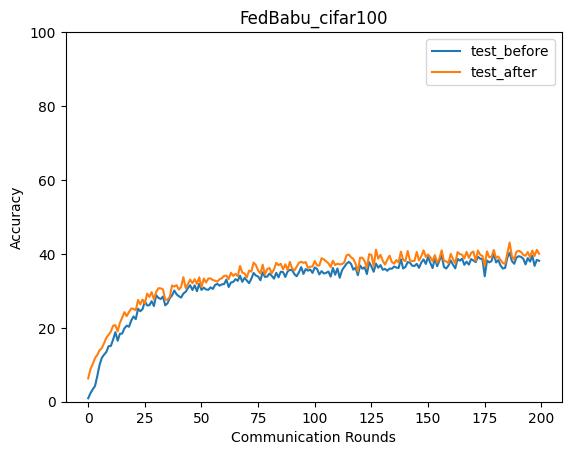 FedBabu_cifar100
100
80
60
40
20
0
Accuracy
test_before
test_after
0 25 50 75 100 125 150 175 200
Communication Rounds